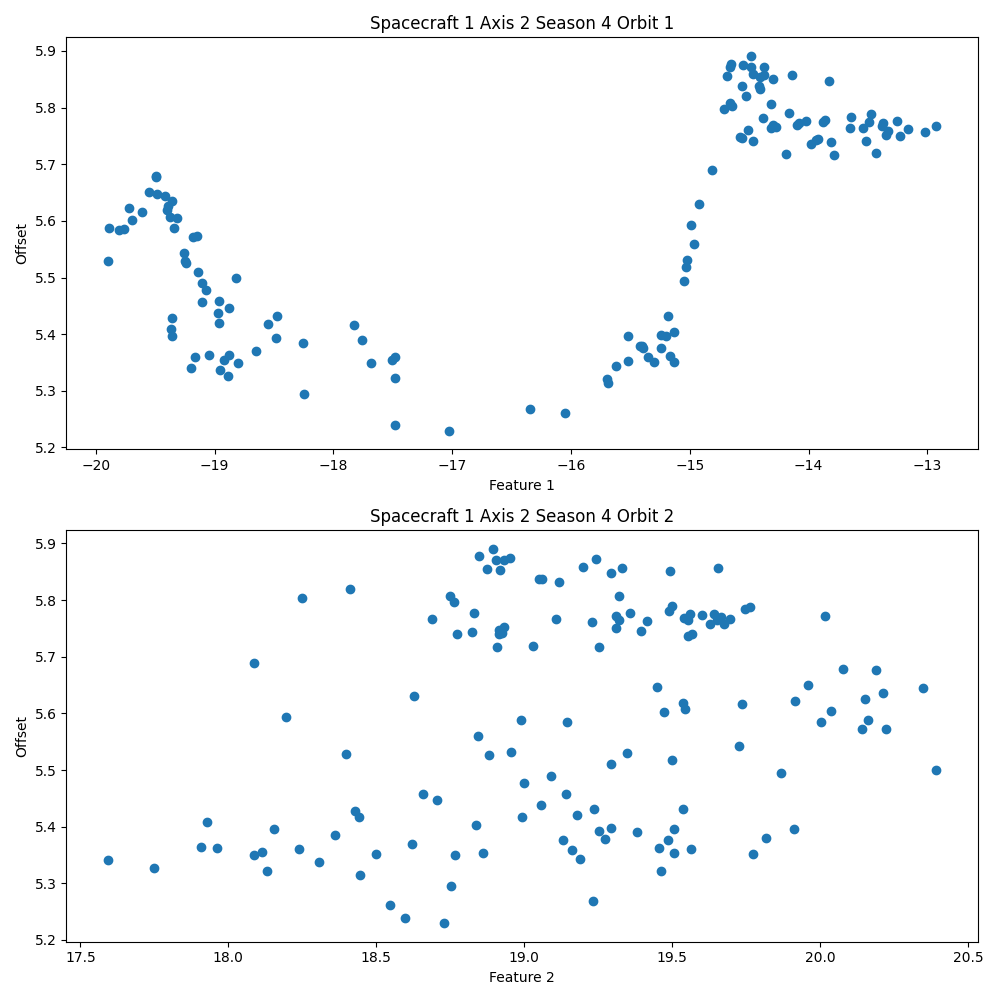 Spacecraft 1 Axis 2 Season 4 Orbit 1
5.9
5.8
5.7
5.6
5.5
5.4
5.3
5.2
Offset
−20 −19 −18 −17 −16 −15 −14 −13
Feature 1
Spacecraft 1 Axis 2 Season 4 Orbit 2
5.9
5.8
5.7
5.6
5.5
5.4
5.3
5.2
Offset
17.5 18.0 18.5 19.0 19.5 20.0 20.5
Feature 2